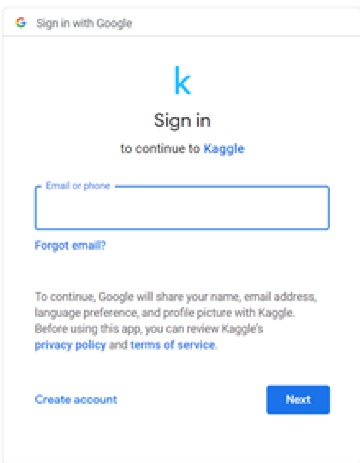 Sign in with Google
k
Sign in
to continue to Kaggle
Email or phone
Forgot email?
To continue, Google will share your name, email address,
language preference, and profile picture with Kaggle.
Before using this app, you can review Kaggle's
privacy policy and terms of service.
Create account
Next